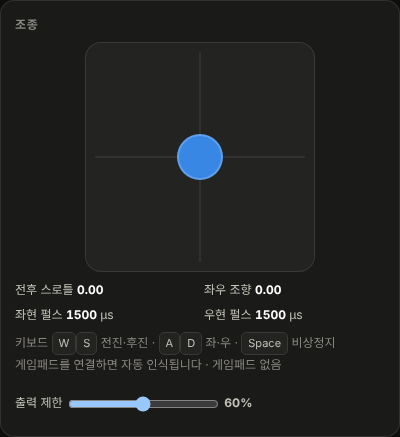 조종
전후 스로틀 0.00 좌우 조향 0.00
좌현 펄스 1500 µs 우현 펄스 1500 µs
키보드 W S 전진·후진 · A D 좌·우 · Space 비상정지
게임패드를 연결하면 자동 인식됩니다 · 게임패드 없음
출력 제한 60%